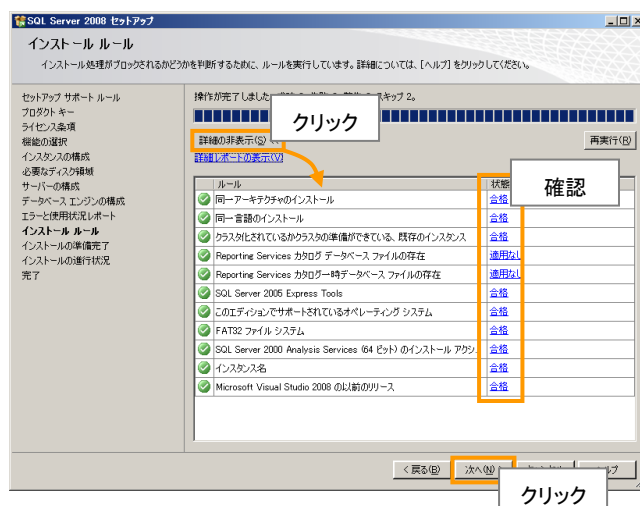 SQL Server 2008 セットアップ
インストール ルール
インストール処理がブロックされるかどうかを判断するために、ルールを実行しています。詳細については、[ヘルプ] をクリックしてください。
セットアップ サポート ルール
プロダクト キー
ライセンス条項
機能の選択
インスタンスの構成
必要なディスク領域
サーバーの構成
データベース エンジンの構成
エラーと使用状況レポート
インストール ルール
インストールの準備完了
インストールの進行状況
完了
操作が完了しました。 スキップ 2。
クリック
詳細の非表示(S) <<
再実行(R)
詳細レポートの表示(V)
確認
ルール 状態
同一アーキテクチャのインストール 合格
同一言語のインストール 合格
クラスタ化されているかクラスタの準備ができている、既存のインスタンス 合格
Reporting Services カタログ データベース ファイルの存在 適用なし
Reporting Services カタログ一時データベース ファイルの存在 適用なし
SQL Server 2005 Express Tools 合格
このエディションでサポートされているオペレーティング システム 合格
FAT32 ファイル システム 合格
SQL Server 2000 Analysis Services (64 ビット) のインストール アクシ... 合格
インスタンス名 合格
Microsoft Visual Studio 2008 の以前のリリース 合格
< 戻る(B) 次へ(N) ルプ
クリック